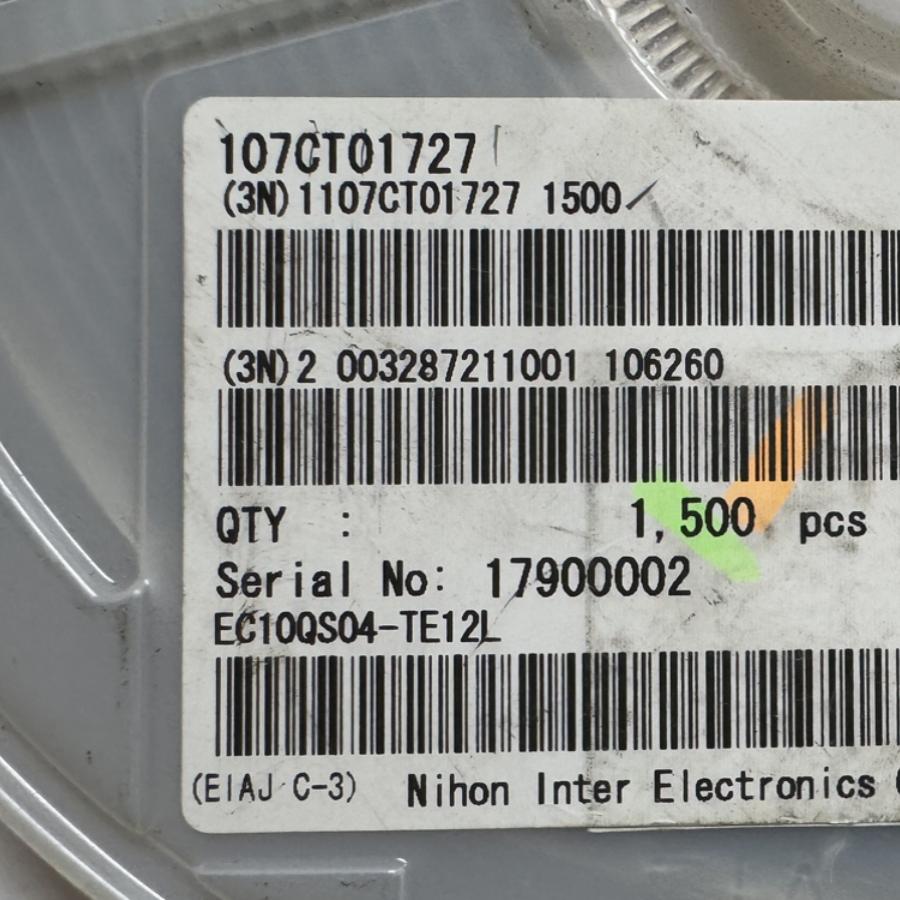 107CT01727
(3N)1107CT01727 1500
(3N)2 003287211001 106260
QTY : 1,500 pcs
Serial No: 17900002
EC10QS04-TE12L
(EIAJ C-3) Nihon Inter Electronics